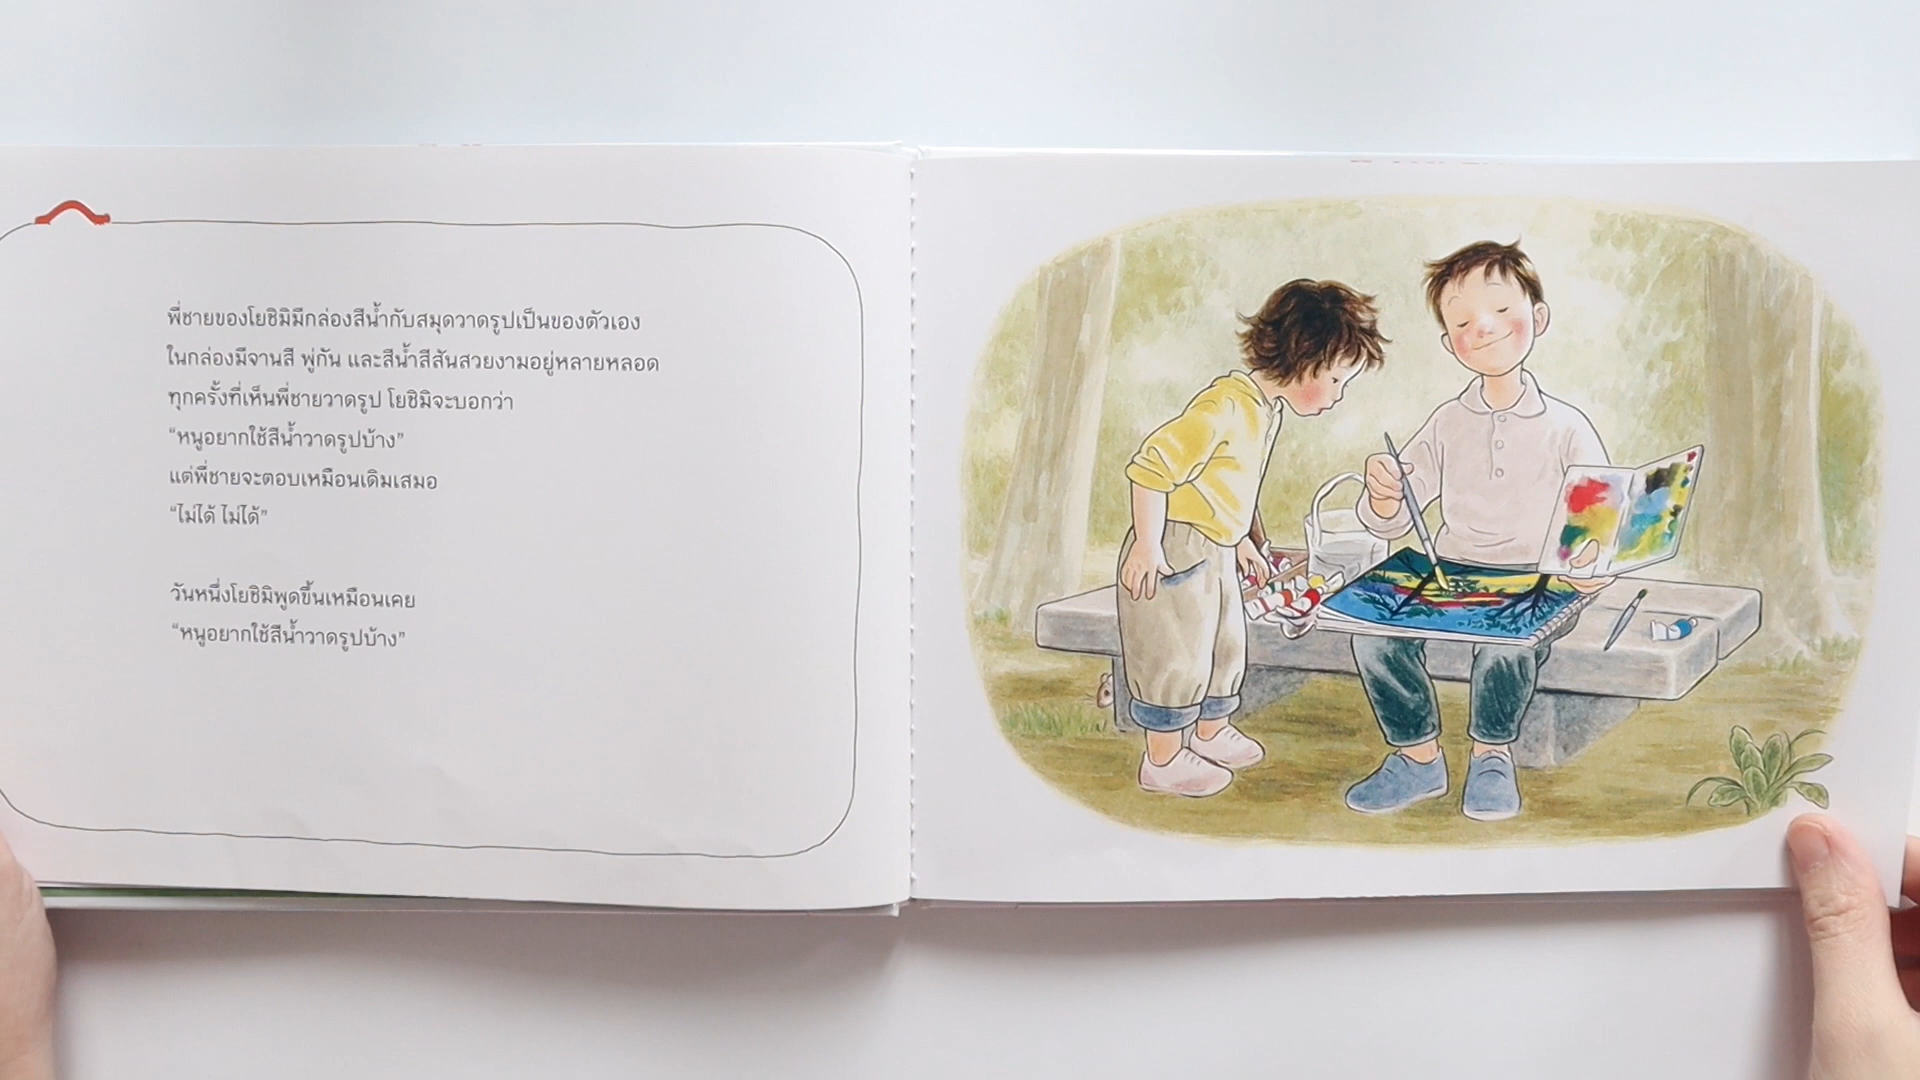 พี่ชายของโยชิมิมีกล่องสีน้ำกับสมุดวาดรูปเป็นของตัวเอง
ในกล่องมีจานสี พู่กัน และสีน้ำสีสันสวยงามอยู่หลายหลอด
ทุกครั้งที่เห็นพี่ชายวาดรูป โยชิมิจะบอกว่า
“หนูอยากใช้สีน้ำวาดรูปบ้าง”
แต่พี่ชายจะตอบเหมือนเดิมเสมอ
“ไม่ได้ ไม่ได้”
วันหนึ่งโยชิมิพูดขึ้นเหมือนเคย
“หนูอยากใช้สีน้ำวาดรูปบ้าง”